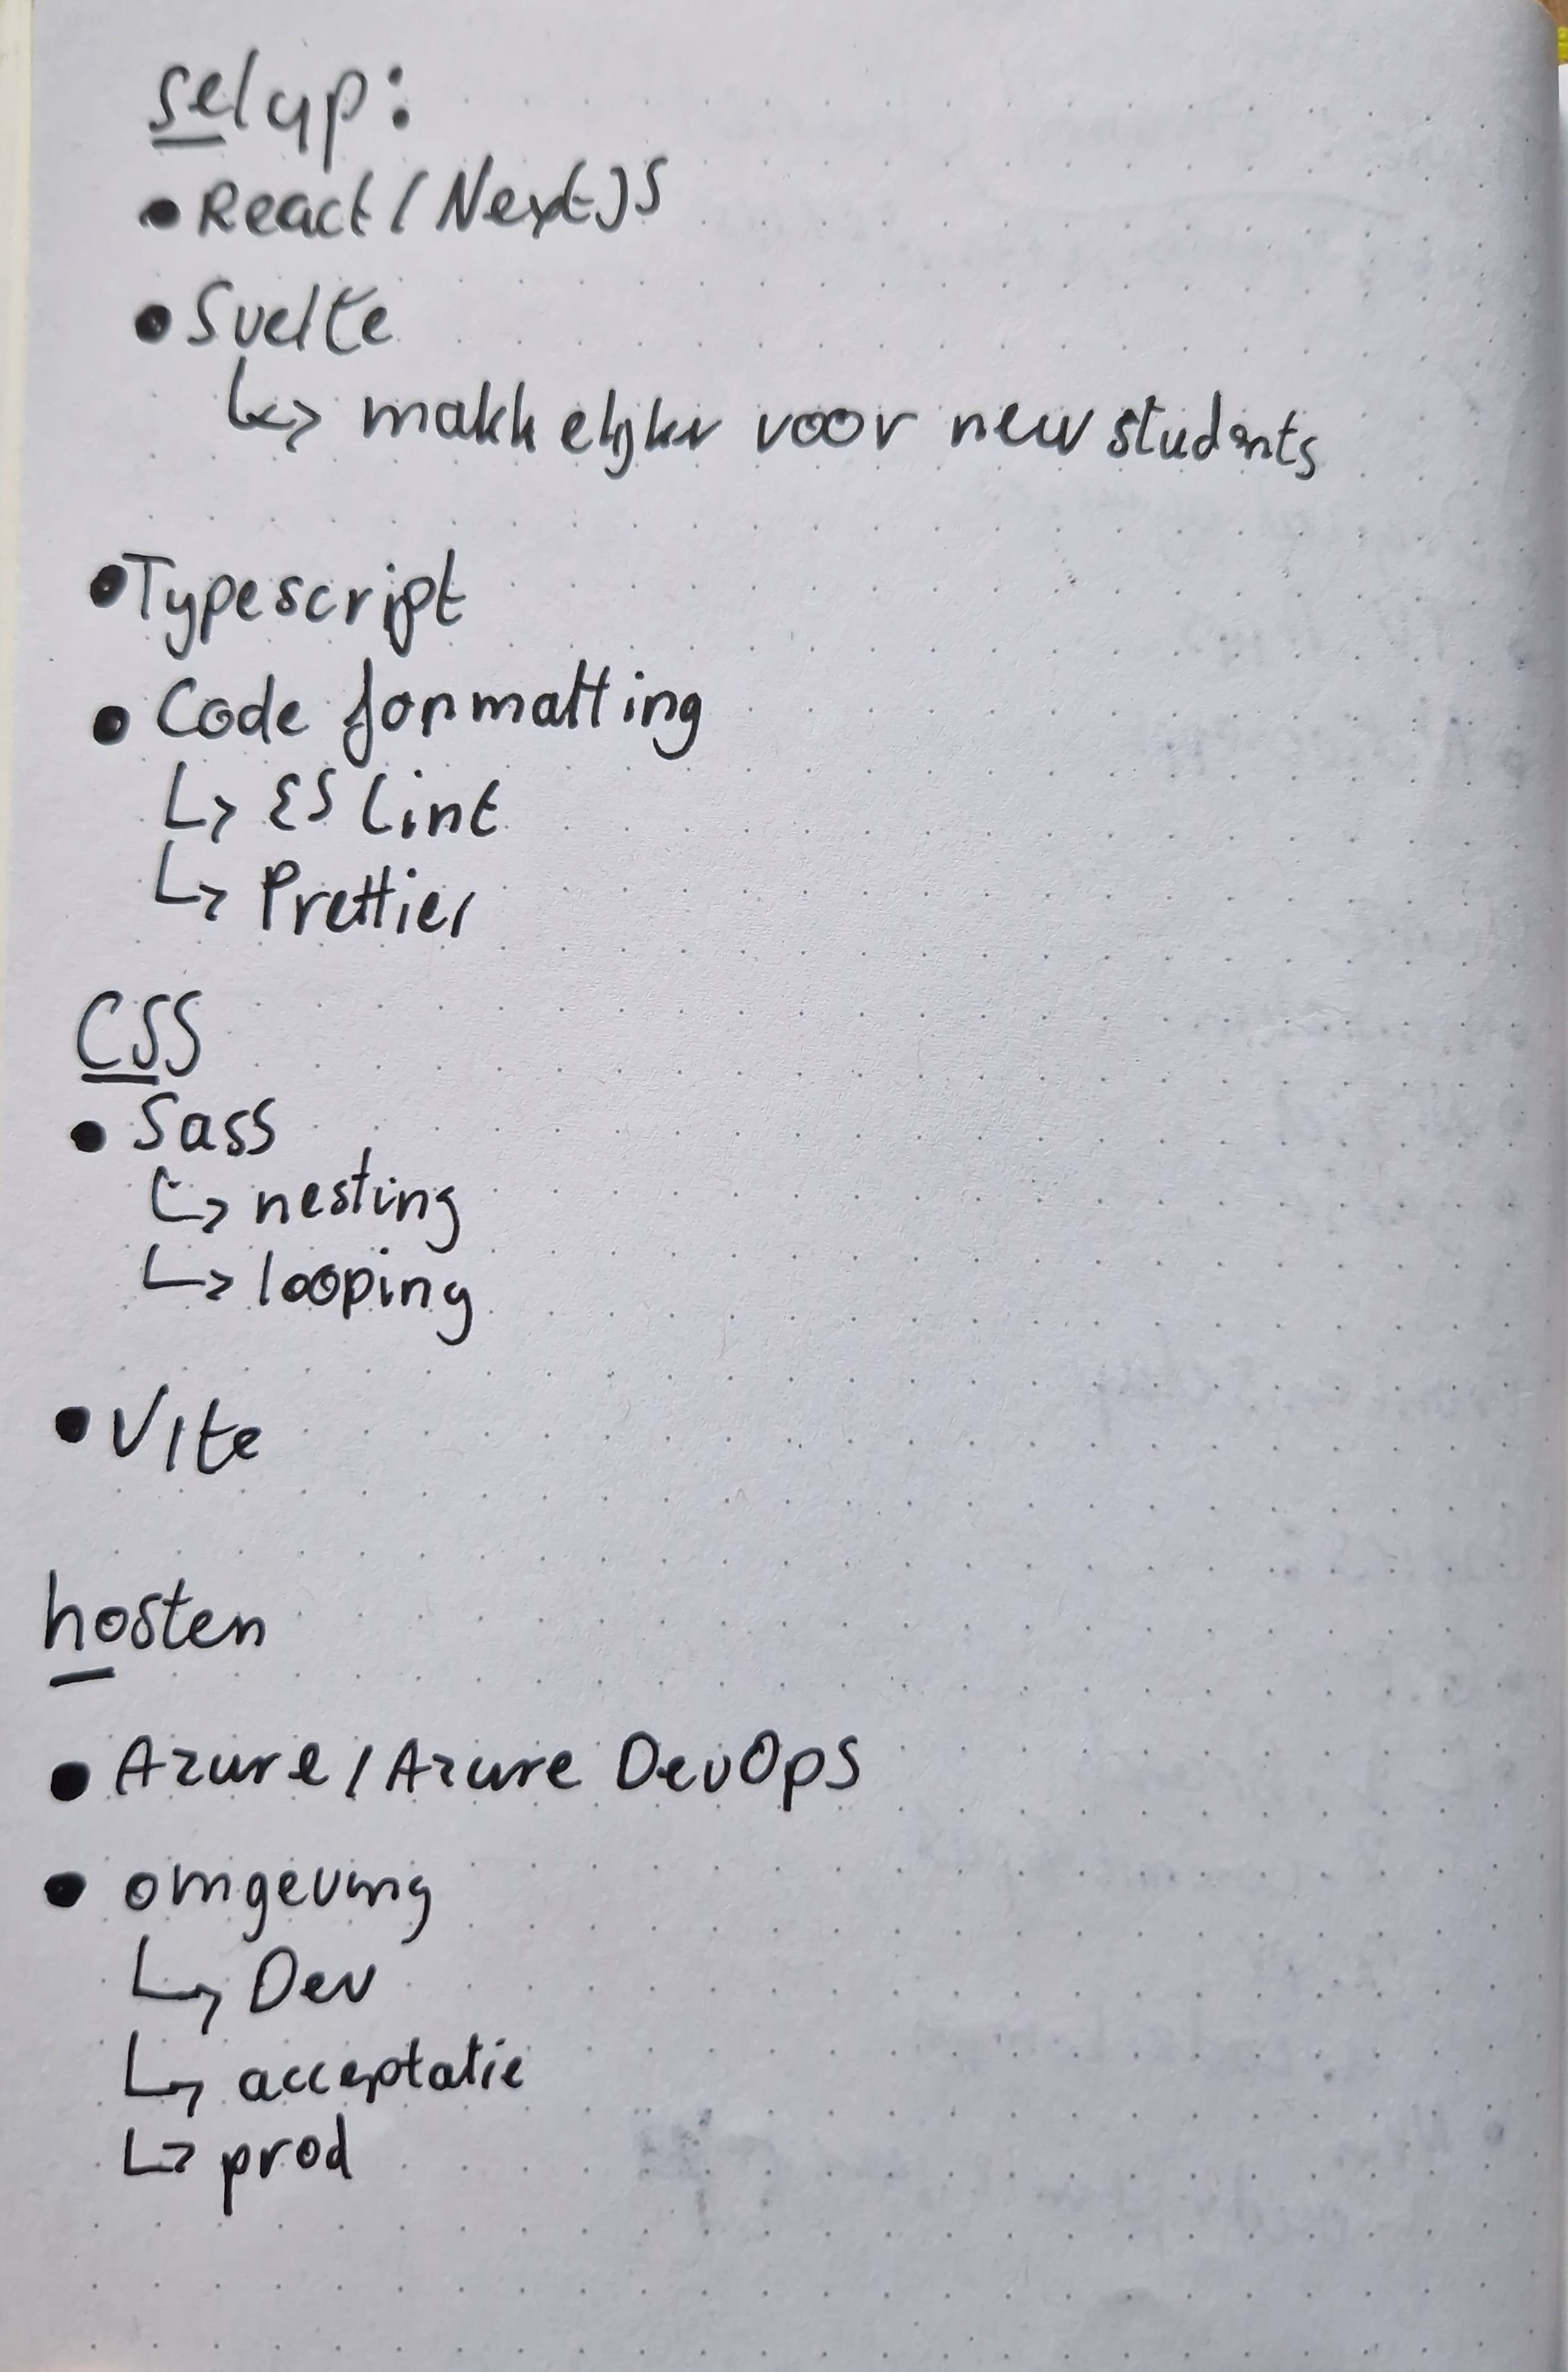 setup:
• React / NextJS
• Svelte
↳> makkelijker voor new students
• Typescript
• Code formatting
↳ ES Lint
↳ Prettier
CSS
• Sass
↳ nesting
↳ looping
• Vite
hosten
• Azure / Azure DevOps
• omgeving
↳ Dev
↳ acceptatie
↳ prod